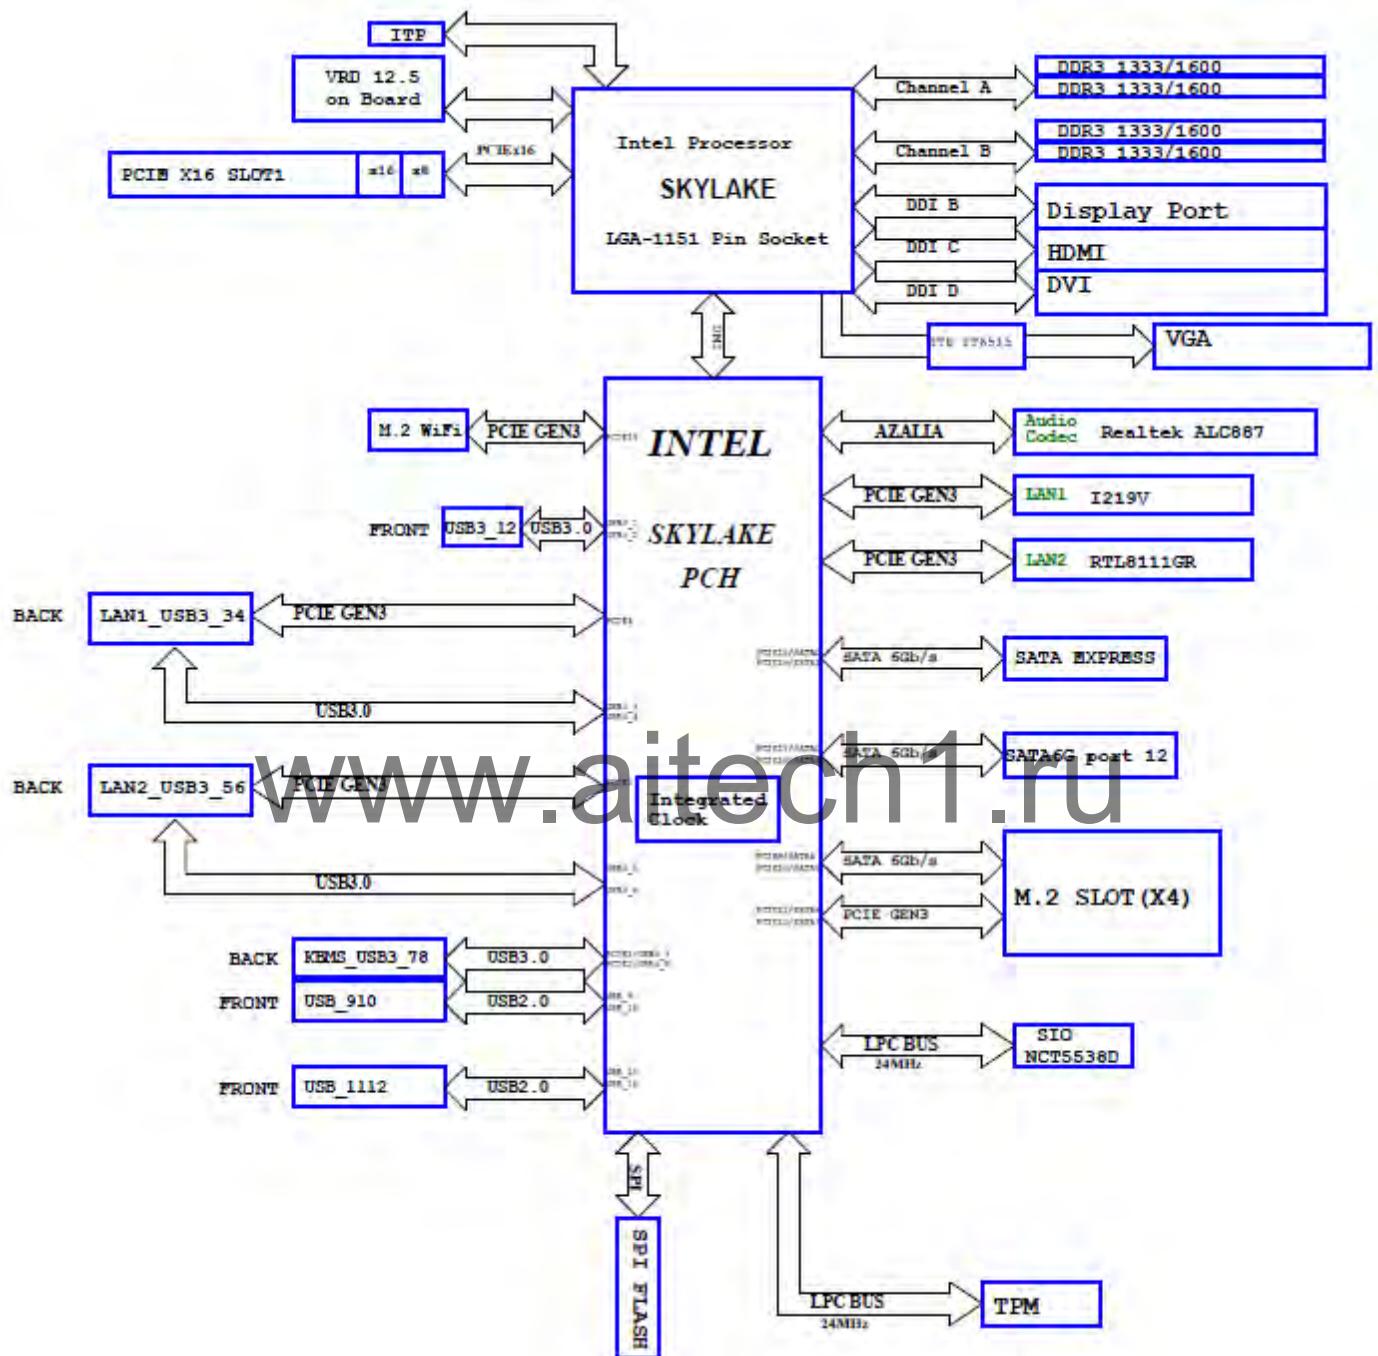 ITP
VRD 12.5
on Board
PCIE X16 SLOT1
x16
x8
PCIEx16
Intel Processor
SKYLAKE
LGA-1151 Pin Socket
Channel A
DDR3 1333/1600
DDR3 1333/1600
Channel B
DDR3 1333/1600
DDR3 1333/1600
DDI B
Display Port
DDI C
HDMI
DDI D
DVI
VGA
M.2 WiFi
PCIE GEN3
INTEL
SKYLAKE
PCH
AZALIA
Audio
Codec
Realtek ALC887
PCIE GEN3
LAN1
I219V
FRONT
USB3_12
USB3.0
PCIE GEN3
LAN2
RTL8111GR
BACK
LAN1_USB3_34
PCIE GEN3
USB3.0
SATA 6Gb/s
SATA EXPRESS
SATA 6Gb/s
SATA6G port 12
www.aitech1.ru
BACK
LAN2_USB3_56
PCIE GEN3
USB3.0
Integrated
Clock
SATA 6Gb/s
PCIE GEN3
M.2 SLOT(X4)
BACK
KBMS_USB3_78
USB3.0
FRONT
USB_910
USB2.0
FRONT
USB_1112
USB2.0
LPC BUS
24MHz
SIO
NCT5538D
SPI
SPI FLASH
LPC BUS
24MHz
TPM